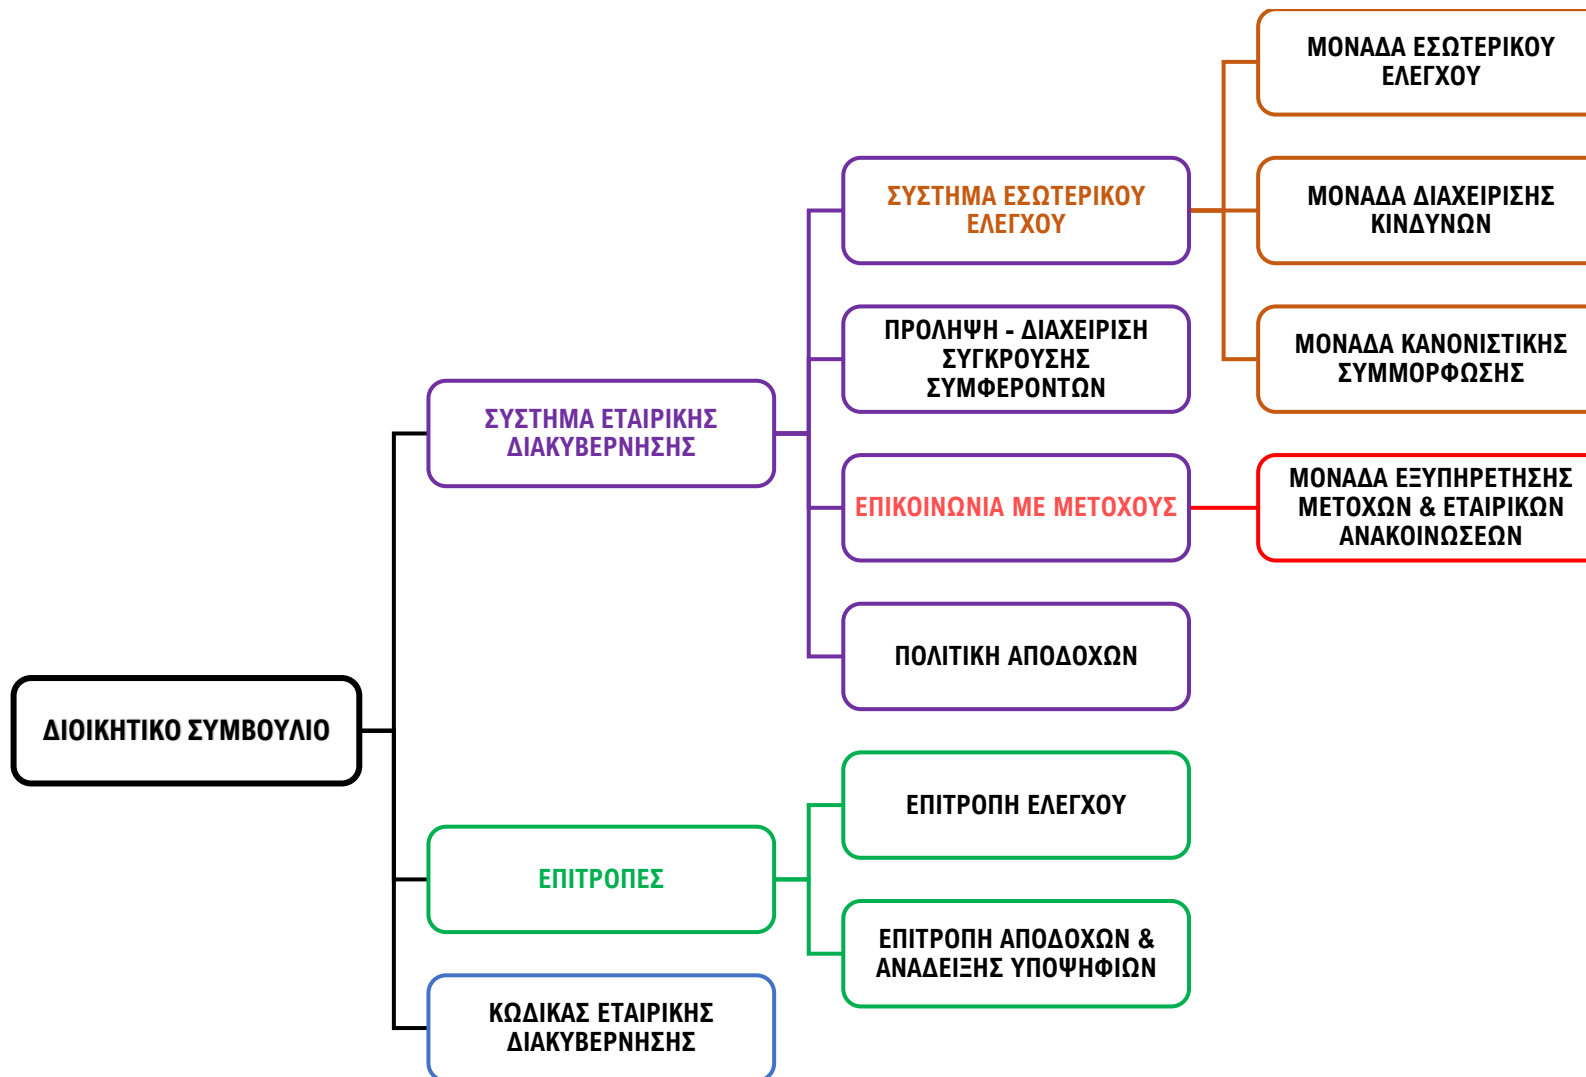 ΜΟΝΑΔΑ ΕΣΩΤΕΡΙΚΟΥ
ΕΛΕΓΧΟΥ
ΣΥΣΤΗΜΑ ΕΣΩΤΕΡΙΚΟΥ
ΕΛΕΓΧΟΥ
ΜΟΝΑΔΑ ΔΙΑΧΕΙΡΙΣΗΣ
ΚΙΝΔΥΝΩΝ
ΠΡΟΛΗΨΗ - ΔΙΑΧΕΙΡΙΣΗ
ΣΥΓΚΡΟΥΣΗΣ
ΣΥΜΦΕΡΟΝΤΩΝ
ΜΟΝΑΔΑ ΚΑΝΟΝΙΣΤΙΚΗΣ
ΣΥΜΜΟΡΦΩΣΗΣ
ΣΥΣΤΗΜΑ ΕΤΑΙΡΙΚΗΣ
ΔΙΑΚΥΒΕΡΝΗΣΗΣ
ΕΠΙΚΟΙΝΩΝΙΑ ΜΕ ΜΕΤΟΧΟΥΣ
ΜΟΝΑΔΑ ΕΞΥΠΗΡΕΤΗΣΗΣ
ΜΕΤΟΧΩΝ & ΕΤΑΙΡΙΚΩΝ
ΑΝΑΚΟΙΝΩΣΕΩΝ
ΠΟΛΙΤΙΚΗ ΑΠΟΔΟΧΩΝ
ΔΙΟΙΚΗΤΙΚΟ ΣΥΜΒΟΥΛΙΟ
ΕΠΙΤΡΟΠΗ ΕΛΕΓΧΟΥ
ΕΠΙΤΡΟΠΕΣ
ΕΠΙΤΡΟΠΗ ΑΠΟΔΟΧΩΝ &
ΑΝΑΔΕΙΞΗΣ ΥΠΟΨΗΦΙΩΝ
ΚΩΔΙΚΑΣ ΕΤΑΙΡΙΚΗΣ
ΔΙΑΚΥΒΕΡΝΗΣΗΣ